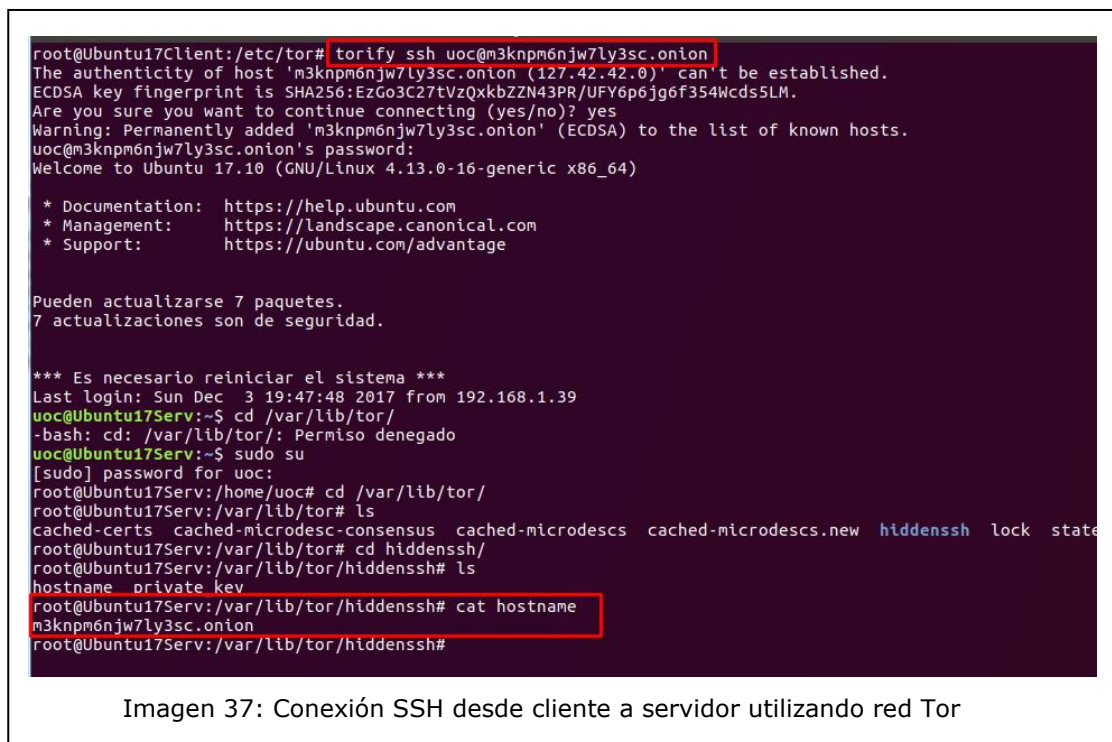 root@Ubuntu17Client:/etc/tor# torify ssh uoc@m3knpm6njw7ly3sc.onion
The authenticity of host 'm3knpm6njw7ly3sc.onion (127.42.42.0)' can't be established.
ECDSA key fingerprint is SHA256:EzGo3C27tVzQxkbZZN43PR/UFY6p6jg6f354Wcds5LM.
Are you sure you want to continue connecting (yes/no)? yes
Warning: Permanently added 'm3knpm6njw7ly3sc.onion' (ECDSA) to the list of known hosts.
uoc@m3knpm6njw7ly3sc.onion's password:
Welcome to Ubuntu 17.10 (GNU/Linux 4.13.0-16-generic x86_64)
* Documentation:  https://help.ubuntu.com
* Management:     https://landscape.canonical.com
* Support:        https://ubuntu.com/advantage
Pueden actualizarse 7 paquetes.
7 actualizaciones son de seguridad.
*** Es necesario reiniciar el sistema ***
Last login: Sun Dec  3 19:47:48 2017 from 192.168.1.39
uoc@Ubuntu17Serv:~$ cd /var/lib/tor/
-bash: cd: /var/lib/tor/: Permiso denegado
uoc@Ubuntu17Serv:~$ sudo su
[sudo] password for uoc:
root@Ubuntu17Serv:/home/uoc# cd /var/lib/tor/
root@Ubuntu17Serv:/var/lib/tor# ls
cached-certs  cached-microdesc-consensus  cached-microdescs  cached-microdescs.new  hiddenssh  lock  state
root@Ubuntu17Serv:/var/lib/tor# cd hiddenssh/
root@Ubuntu17Serv:/var/lib/tor/hiddenssh# ls
hostname  private_key
root@Ubuntu17Serv:/var/lib/tor/hiddenssh# cat hostname
m3knpm6njw7ly3sc.onion
root@Ubuntu17Serv:/var/lib/tor/hiddenssh#
Imagen 37: Conexión SSH desde cliente a servidor utilizando red Tor